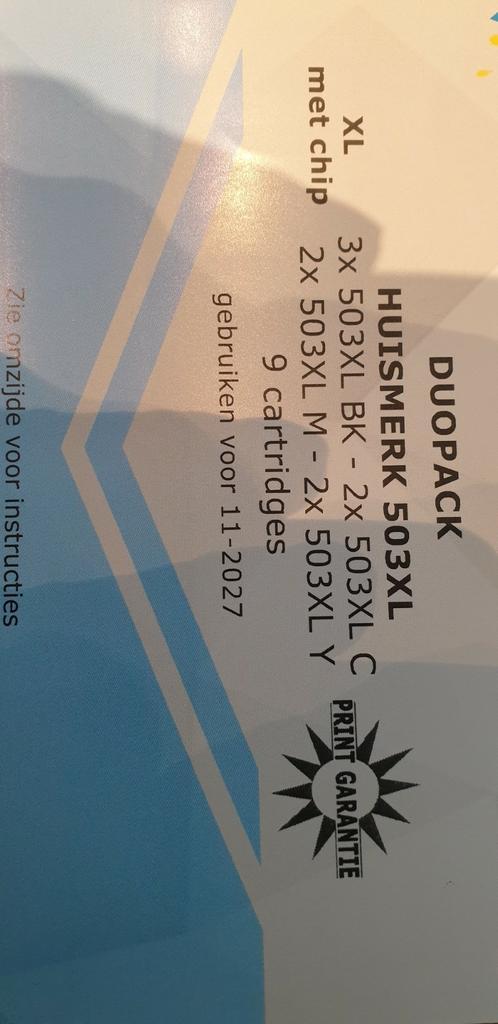 DUOPACK
HUISMERK 503XL
XL 3x 503XL BK - 2x 503XL C
met chip 2x 503XL M - 2x 503XL Y
9 cartridges
gebruiken voor 11-2027
PRINT GARANTIE
Zie omzijde voor instructies